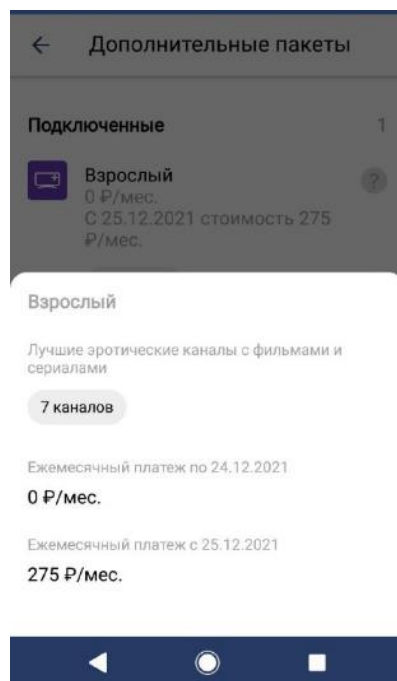 Дополнительные пакеты
Подключенные 1
Взрослый ?
0 ₽/мес.
С 25.12.2021 стоимость 275
₽/мес.
Взрослый
Лучшие эротические каналы с фильмами и
сериалами
7 каналов
Ежемесячный платеж по 24.12.2021
0 ₽/мес.
Ежемесячный платеж с 25.12.2021
275 ₽/мес.